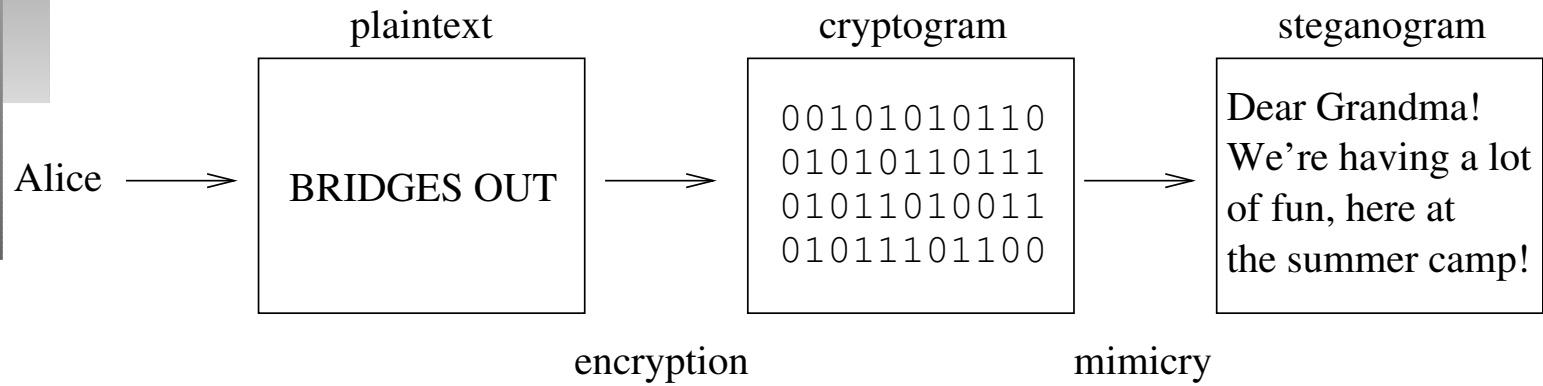 plaintext
cryptogram
steganogram
Alice
BRIDGES OUT
00101010110
01010110111
01011010011
01011101100
Dear Grandma!
We're having a lot
of fun, here at
the summer camp!
encryption
mimicry